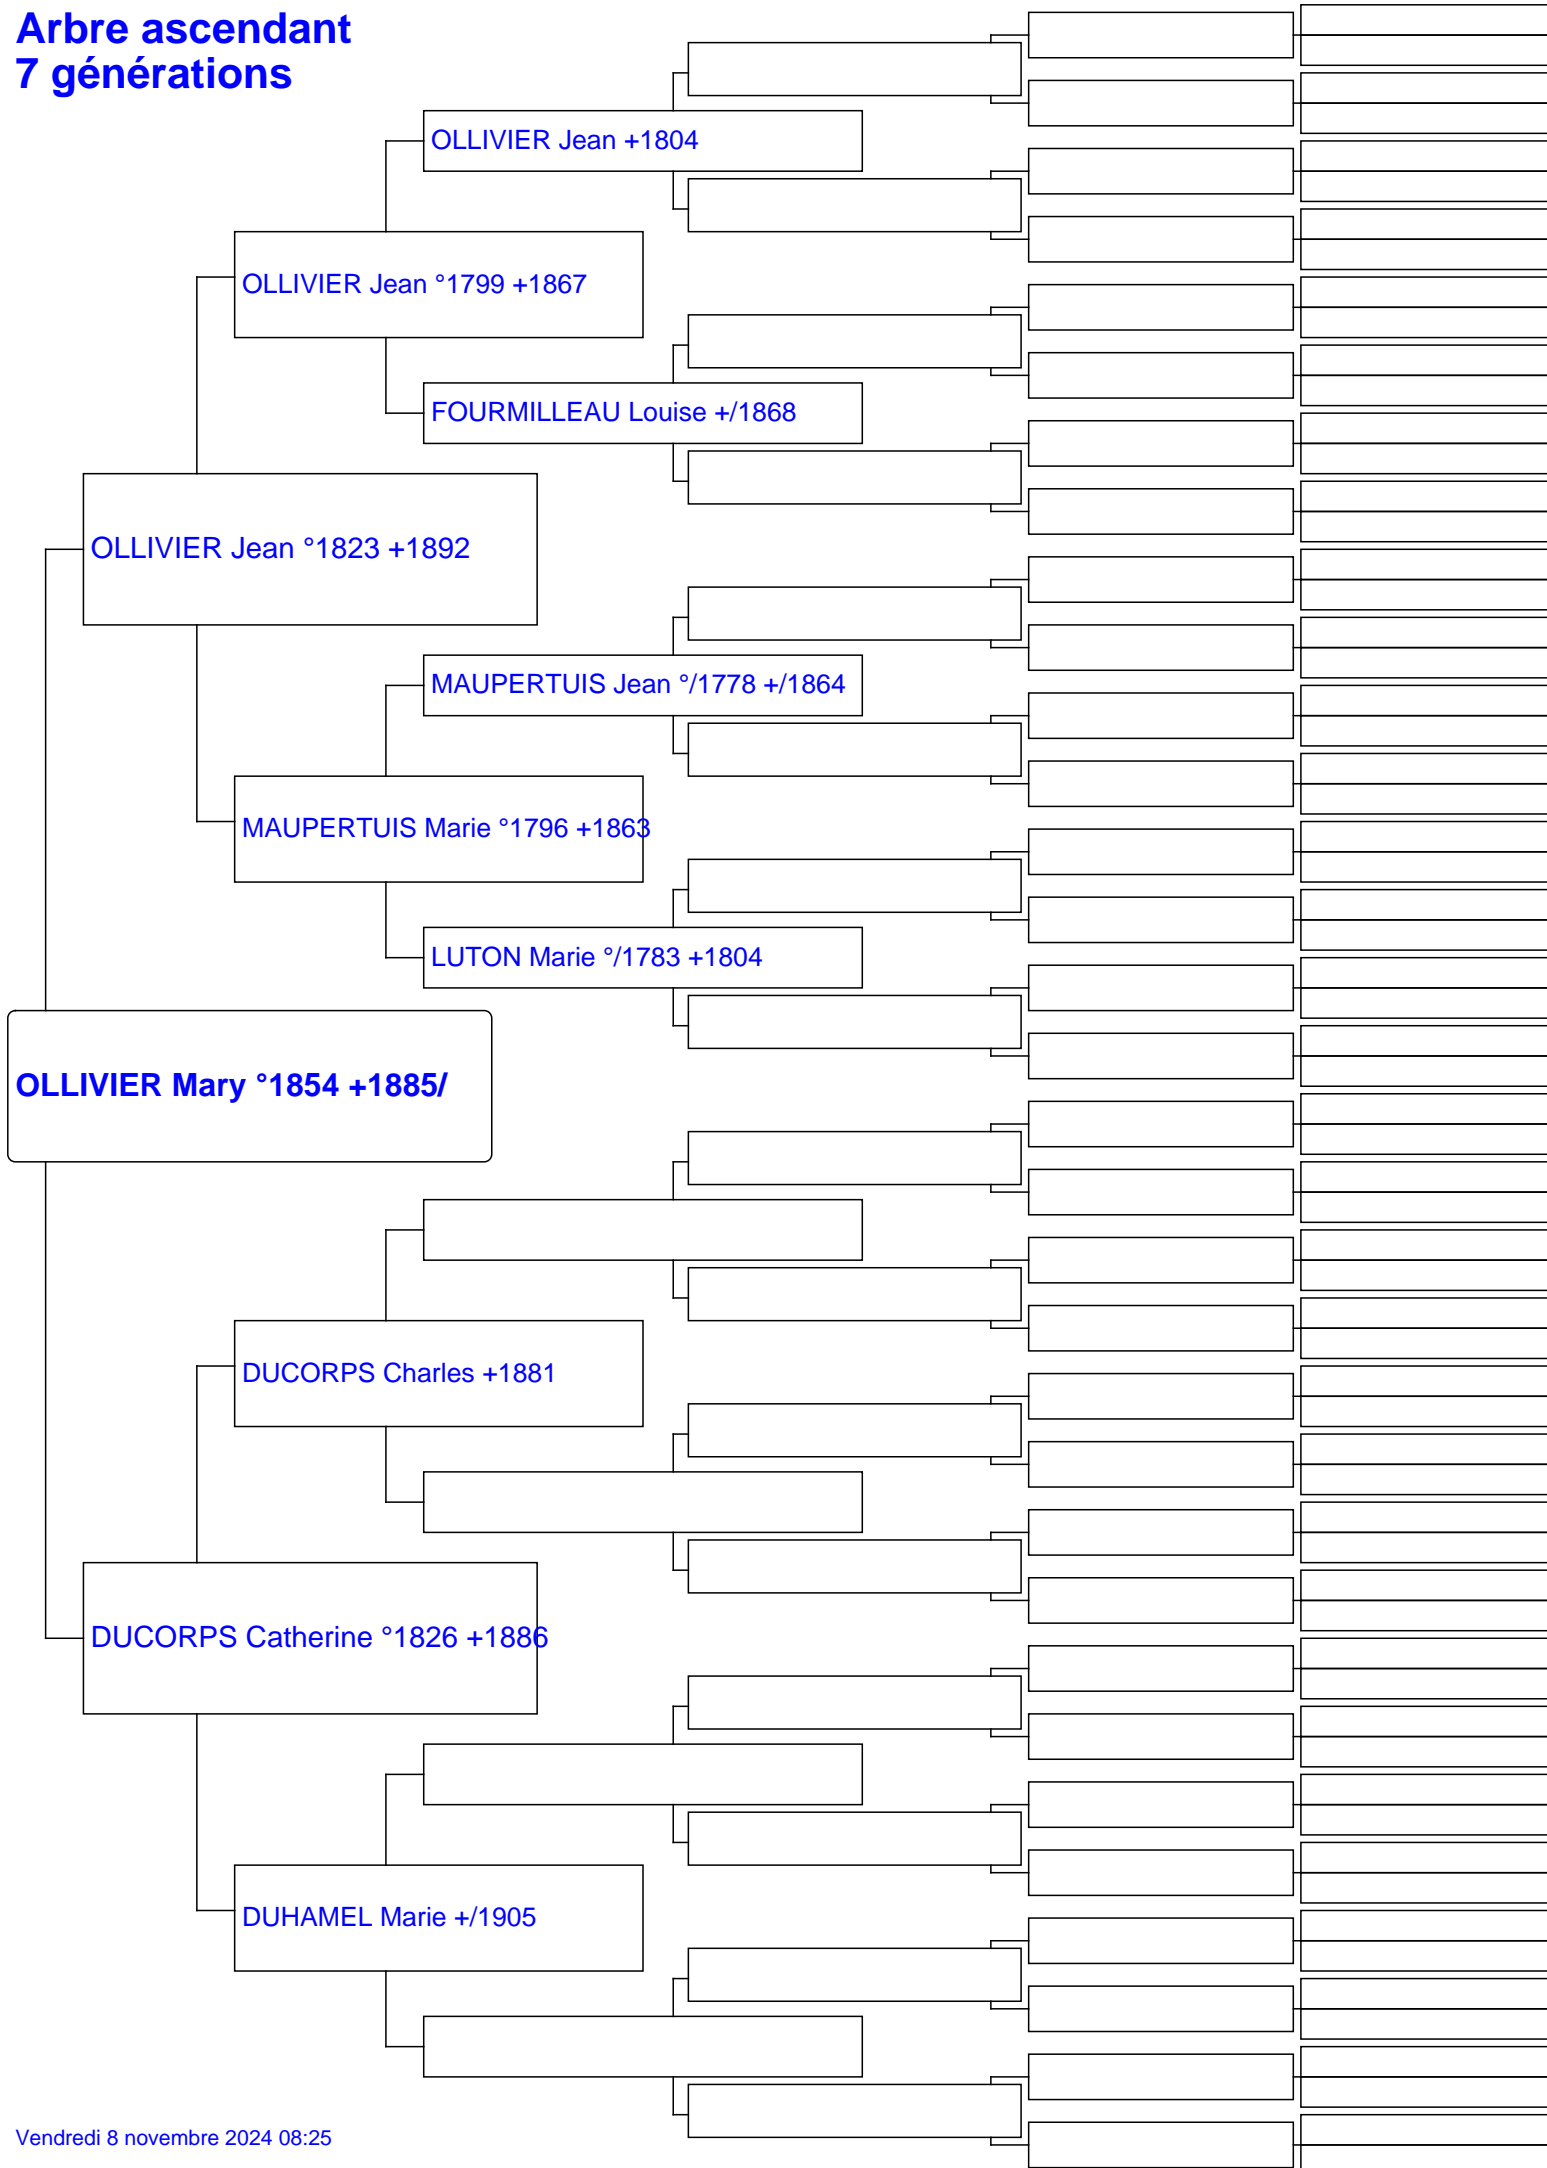 Arbre ascendant
7 générations
OLLIVIER Jean +1804
OLLIVIER Jean °1799 +1867
FOURMILLEAU Louise +/1868
OLLIVIER Jean °1823 +1892
MAUPERTUIS Jean °/1778 +/1864
MAUPERTUIS Marie °1796 +1863
LUTON Marie °/1783 +1804
OLLIVIER Mary °1854 +1885/
DUCORPS Charles +1881
DUCORPS Catherine °1826 +1886
DUHAMEL Marie +/1905
Vendredi 8 novembre 2024 08:25